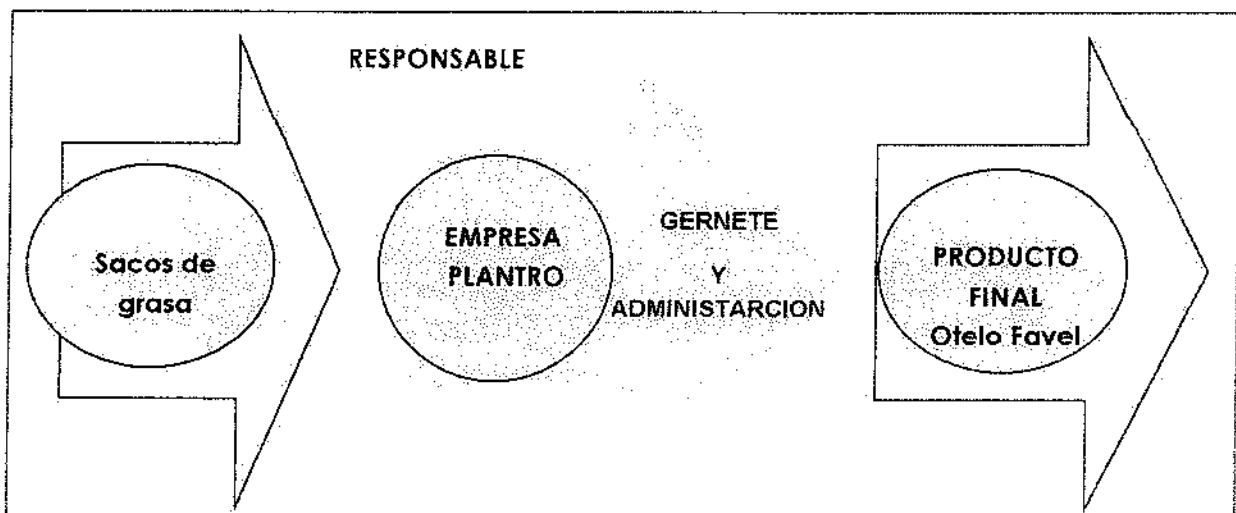 RESPONSABLE
Sacos de
grasa
EMPRESA
PLANTRO
GERNETE
Y
ADMINISTARCION
PRODUCTO
FINAL
Otelo Favel